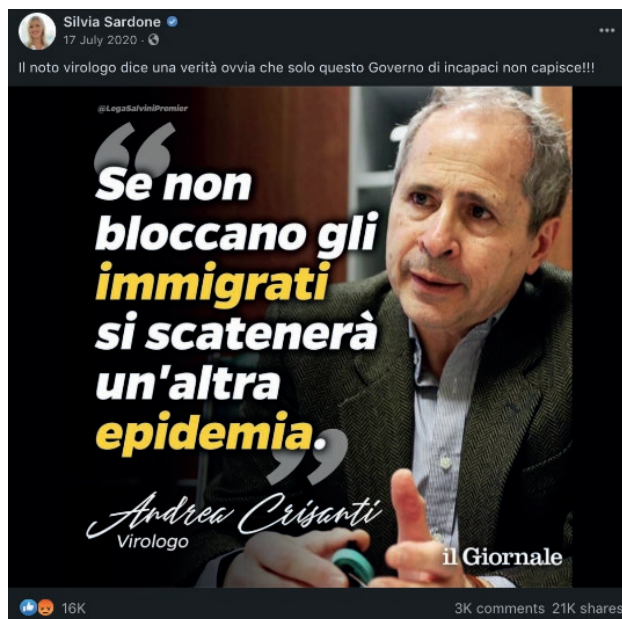 Silvia Sardone
17 July 2020 ·
Il noto virologo dice una verità ovvia che solo questo Governo di incapaci non capisce!!!
@LegaSalviniPremier
“Se non
bloccano gli
immigrati
si scatenerà
un'altra
epidemia.”
Andrea Crisanti
Virologo
il Giornale
16K
3K comments 21K shares